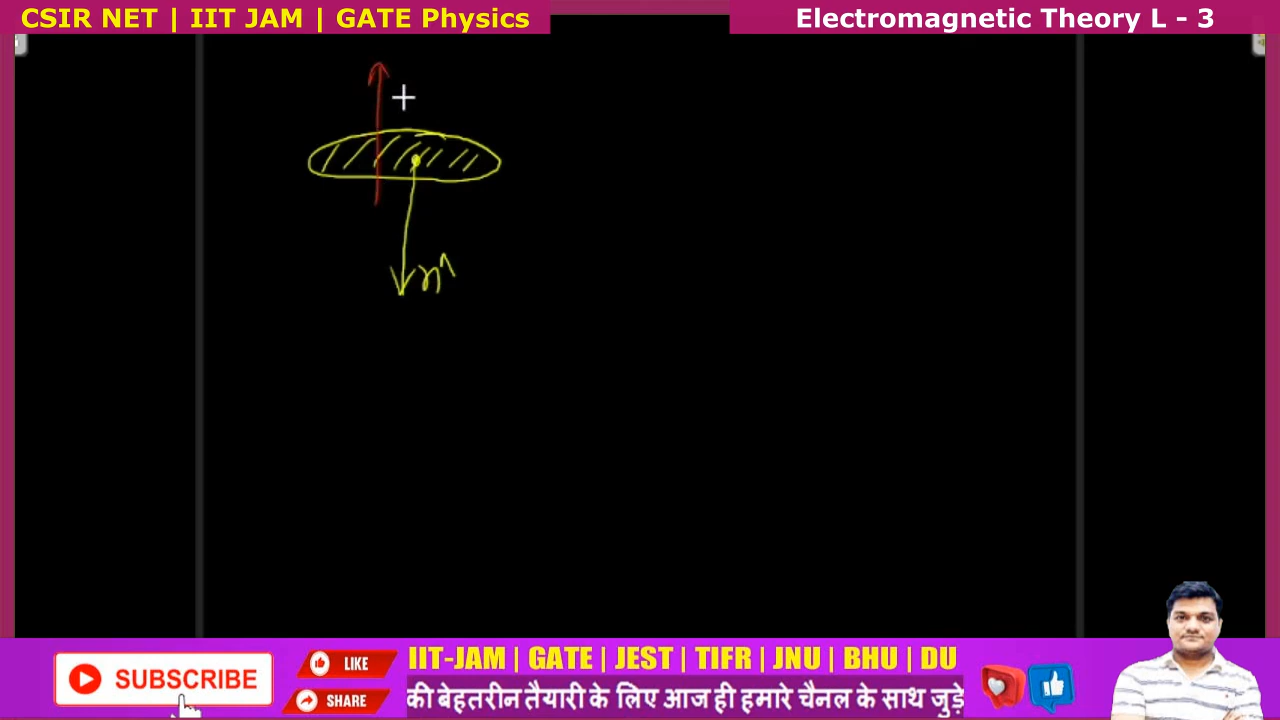 CSIR NET | IIT JAM | GATE Physics
Electromagnetic Theory L - 3
n̂
SUBSCRIBE
LIKE
SHARE
IIT-JAM | GATE | JEST | TIFR | JNU | BHU | DU
की बेहतरीन तैयारी के लिए आज ही हमारे चैनल के साथ जुड़े